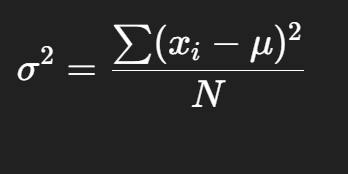 σ² = ∑(xᵢ − μ)² / N